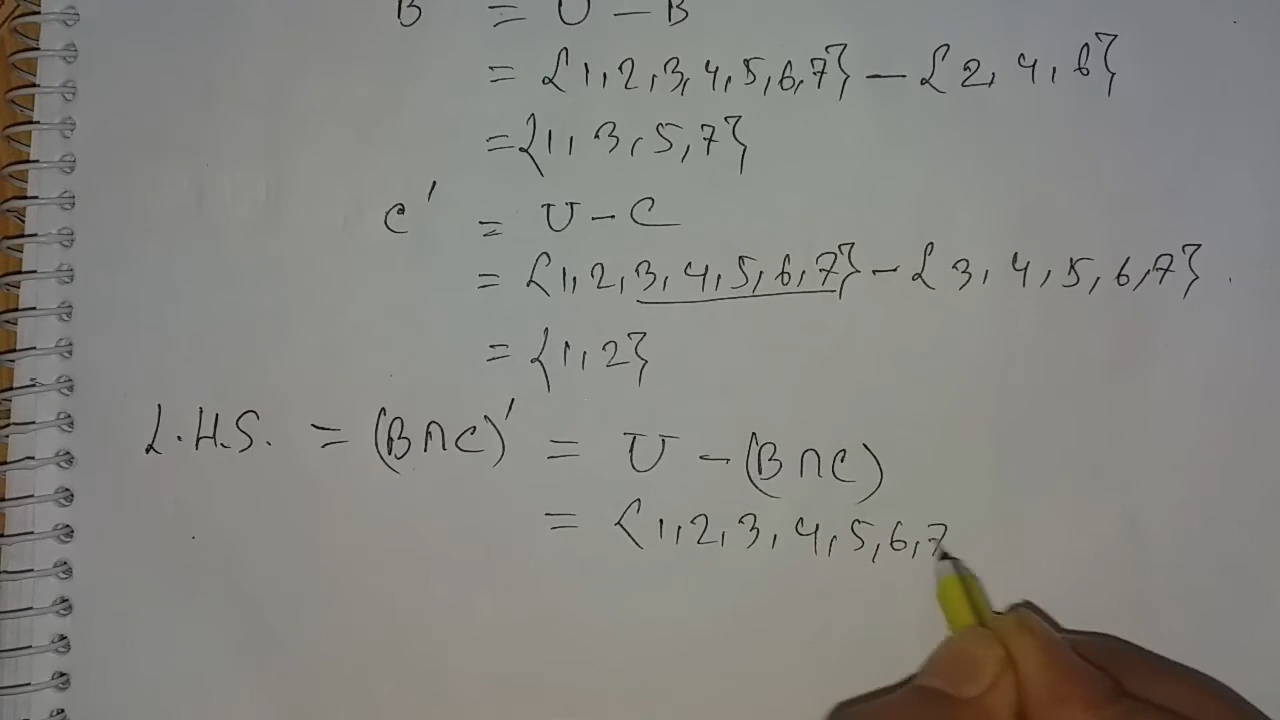 B = U - B
= {1, 2, 3, 4, 5, 6, 7} - {2, 4, 6}
= {1, 3, 5, 7}
C' = U - C
= {1, 2, 3, 4, 5, 6, 7} - {3, 4, 5, 6, 7}.
= {1, 2}
L.H.S. = (B∩C)' = U - (B∩C)
= {1, 2, 3, 4, 5, 6, 7